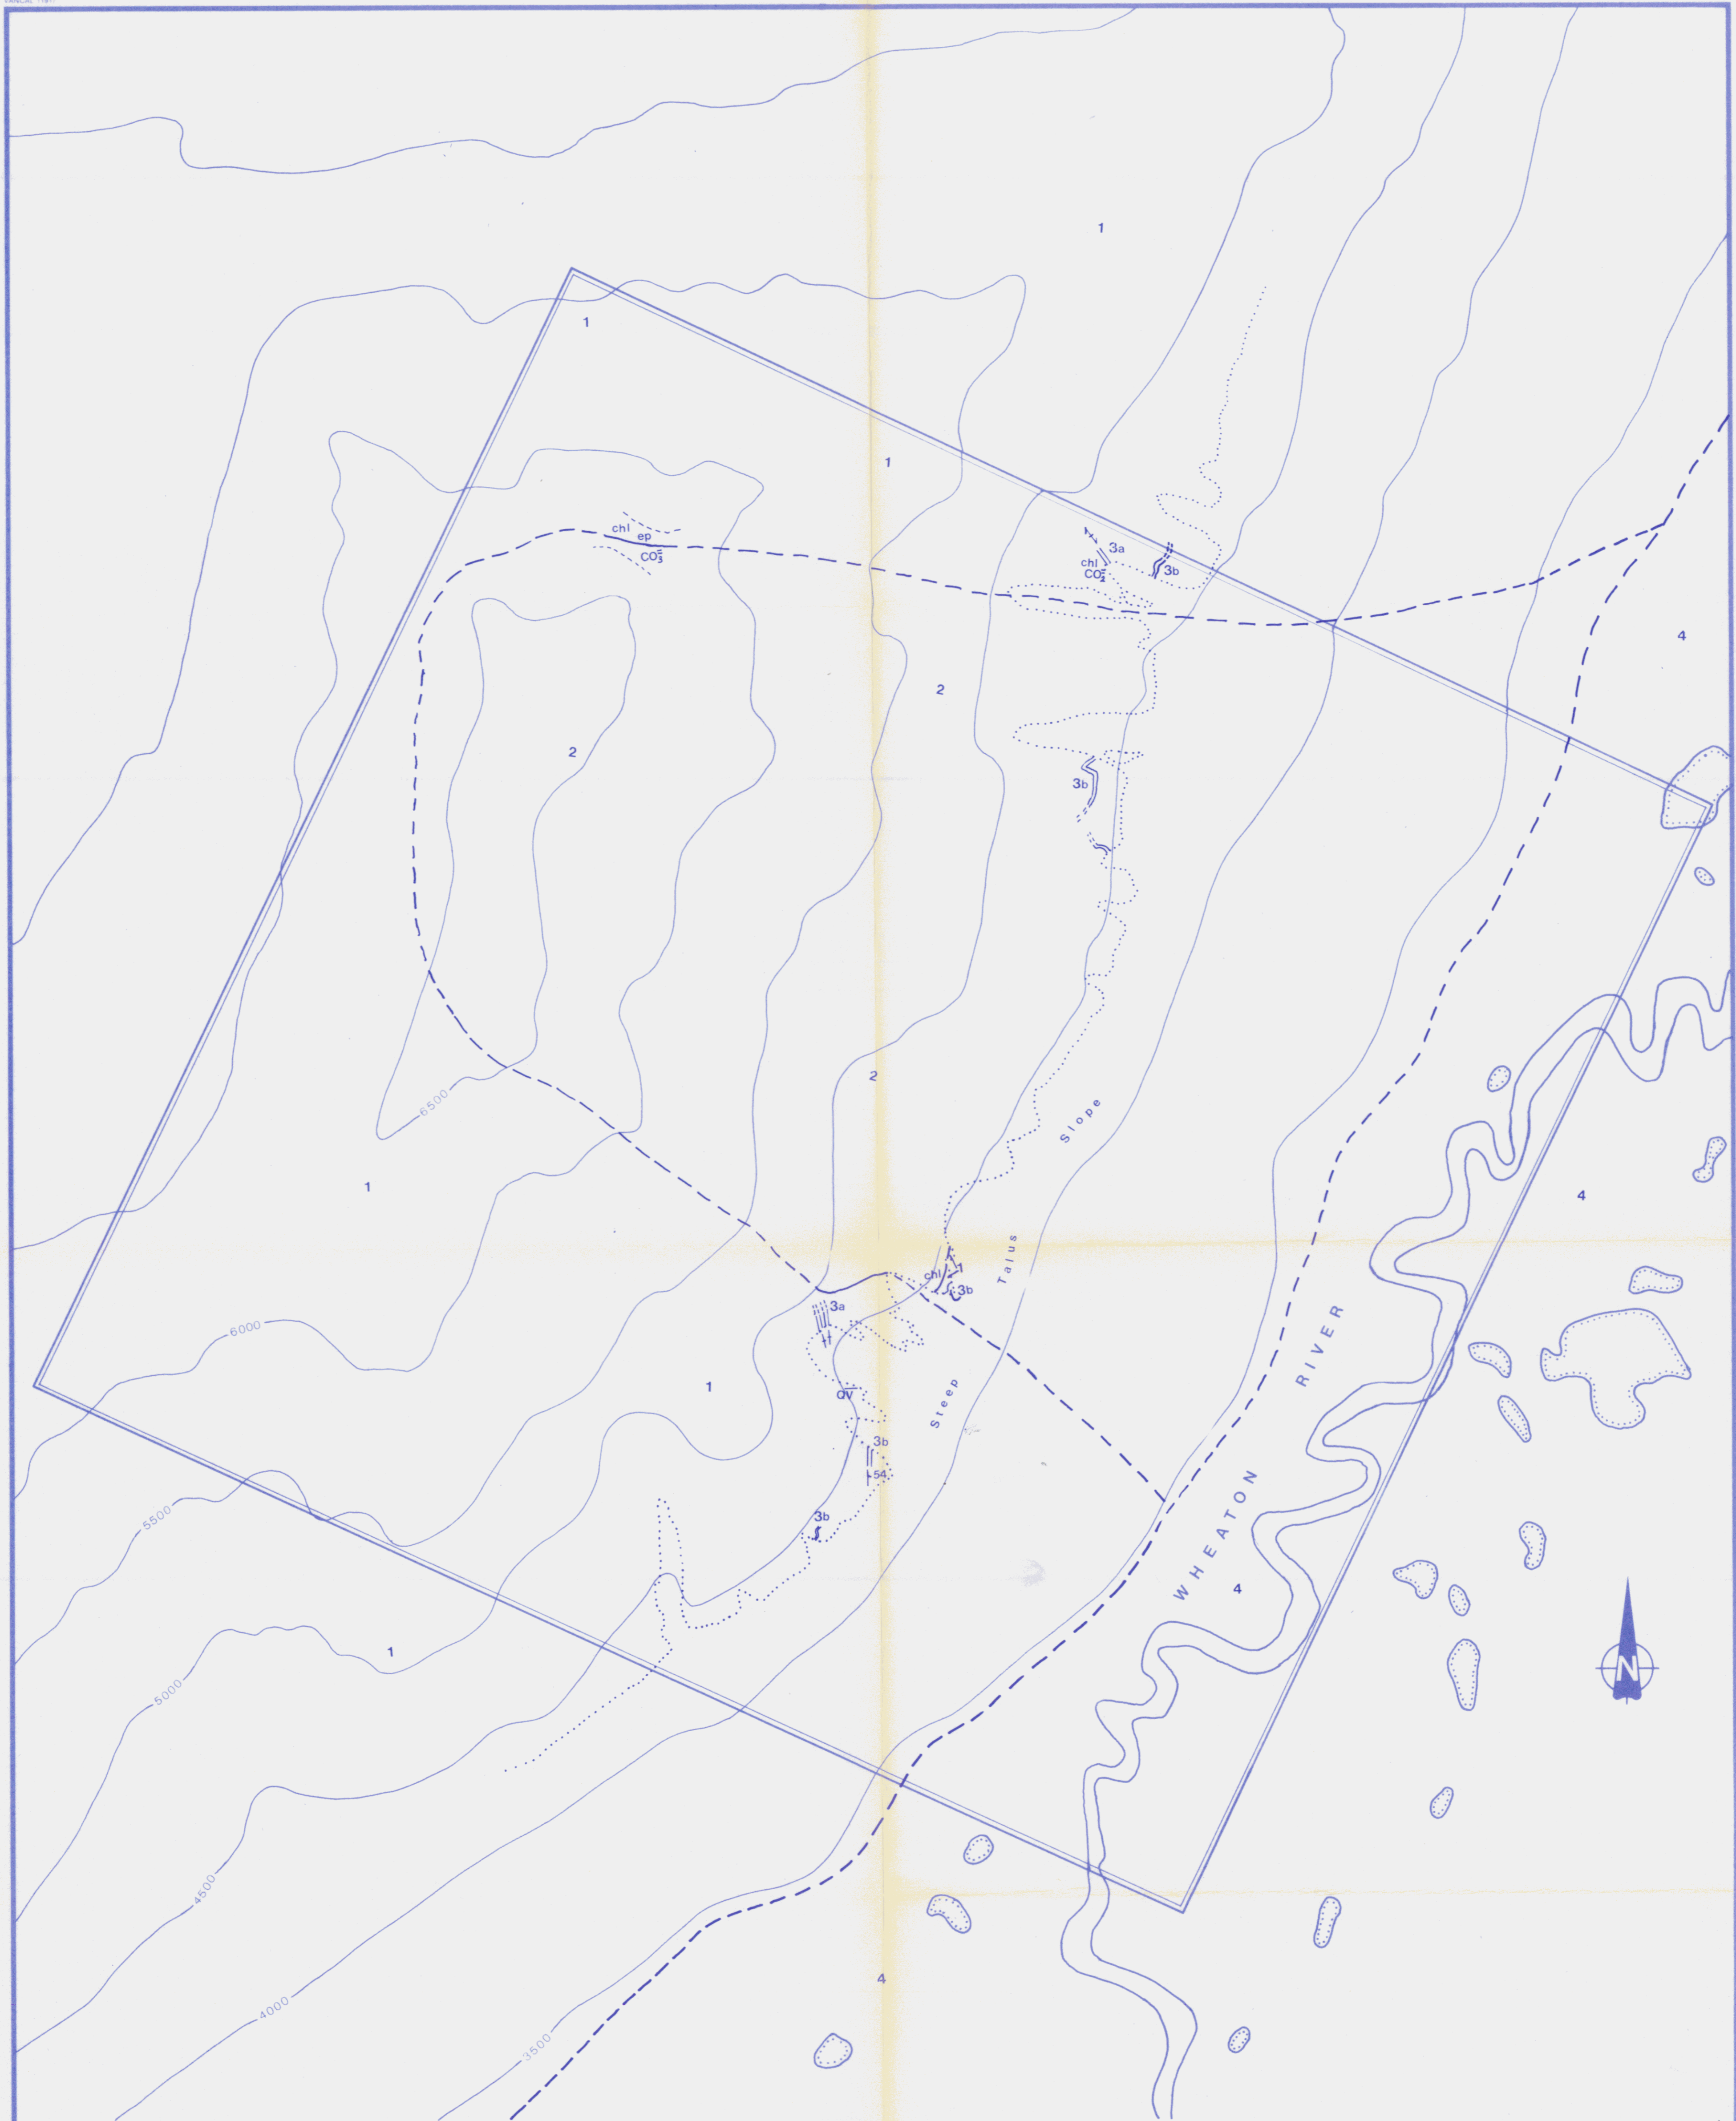 1
1
1
chl
ep
CO₃⁼
3a
chl
CO₃⁼
3b
4
2
2
3b
2
6500
Slope
1
4
Talus
chl
3b
3a
RIVER
6000
1
Steep
QV
3b
54
WHEATON
5500
3b
4
1
N
5000
4500
4
4000
3500